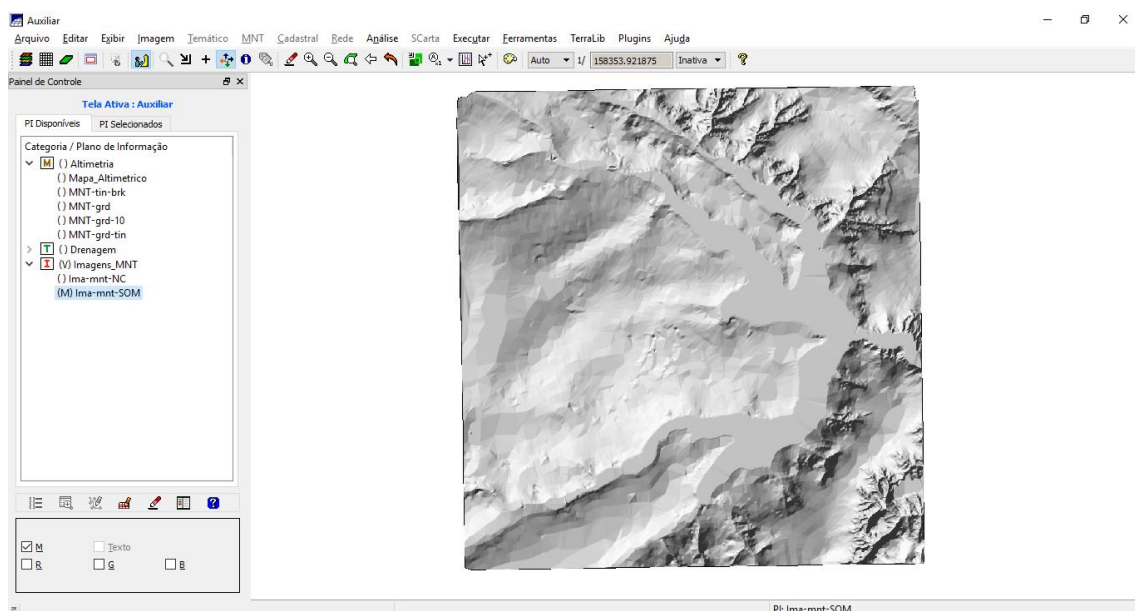 Auxiliar
Arquivo Editar Exibir Imagem Temático MNT Cadastral Rede Análise SCarta Executar Ferramentas TerraLib Plugins Ajuda
Auto 1/ 158353.921875 Inativa
Painel de Controle
Tela Ativa : Auxiliar
PI Disponíveis PI Selecionados
Categoria / Plano de Informação
M () Altimetria
() Mapa_Altimetrico
() MNT-tin-brk
() MNT-grd
() MNT-grd-10
() MNT-grd-tin
T () Drenagem
I (V) Imagens_MNT
() Ima-mnt-NC
(M) Ima-mnt-SOM
M Texto
R G B
PI: Ima-mnt-SOM